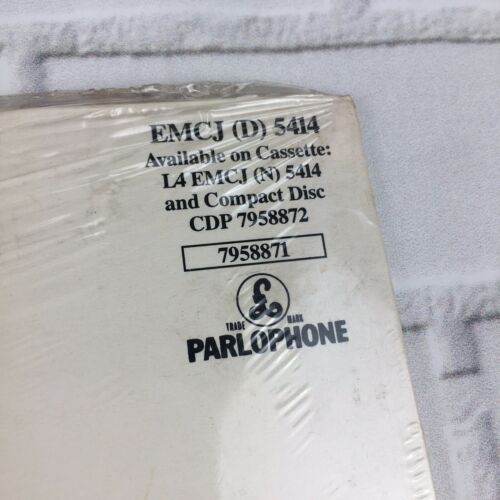 EMCJ (D) 5414
Available on Cassette:
L4 EMCJ (N) 5414
and Compact Disc
CDP 7958872
7958871
TRADE MARK
PARLOPHONE